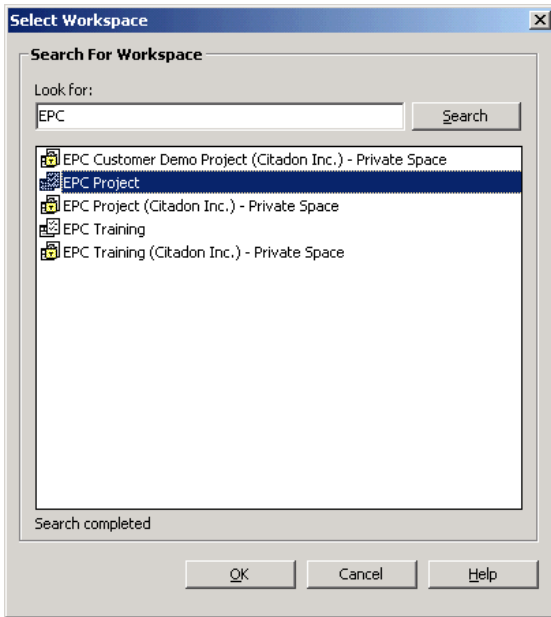 Select Workspace
Search For Workspace
Look for:
EPC
Search
EPC Customer Demo Project (Citadon Inc.) - Private Space
EPC Project
EPC Project (Citadon Inc.) - Private Space
EPC Training
EPC Training (Citadon Inc.) - Private Space
Search completed
OK
Cancel
Help